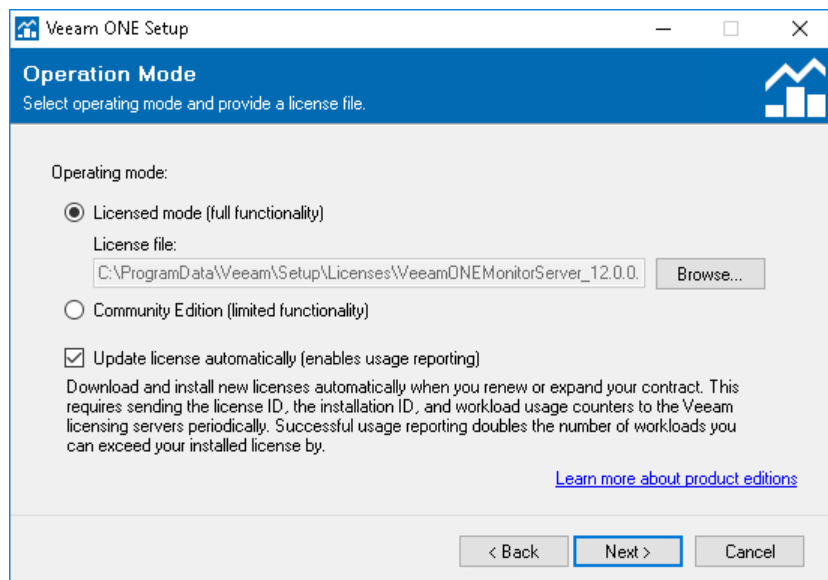 Veeam ONE Setup
Operation Mode
Select operating mode and provide a license file.
Operating mode:
Licensed mode (full functionality)
License file:
C:\ProgramData\Veeam\Setup\Licenses\VeeamONEMonitorServer_12.0.0.
Browse...
Community Edition (limited functionality)
Update license automatically (enables usage reporting)
Download and install new licenses automatically when you renew or expand your contract. This
requires sending the license ID, the installation ID, and workload usage counters to the Veeam
licensing servers periodically. Successful usage reporting doubles the number of workloads you
can exceed your installed license by.
Learn more about product editions
< Back
Next >
Cancel